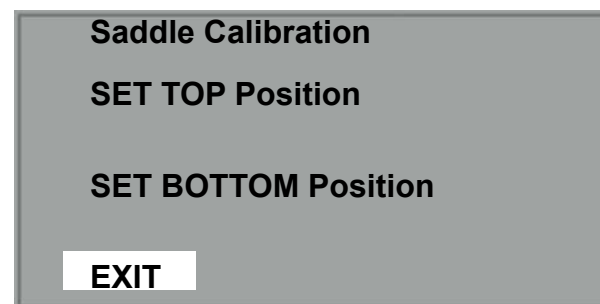 Saddle Calibration
SET TOP Position
SET BOTTOM Position
EXIT